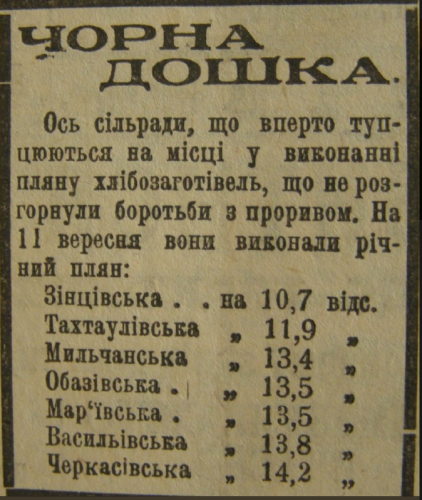 ЧОРНА
ДОШКА.
Ось сільради, що вперто туп-
цюються на місці у виконанні
пляну хлібозаготівель, що не роз-
горнули боротьби з проривом. На
11 вересня вони виконали річ-
ний плян:
Зінцівська . . на 10,7 відс.
Тахтаулівська „ 11,9 „
Мильчанська „ 13,4 „
Обазівська . „ 13,5 „
Мар‘ївська . „ 13,5 „
Васильівська „ 13,8 „
Черкасівська „ 14,2 „